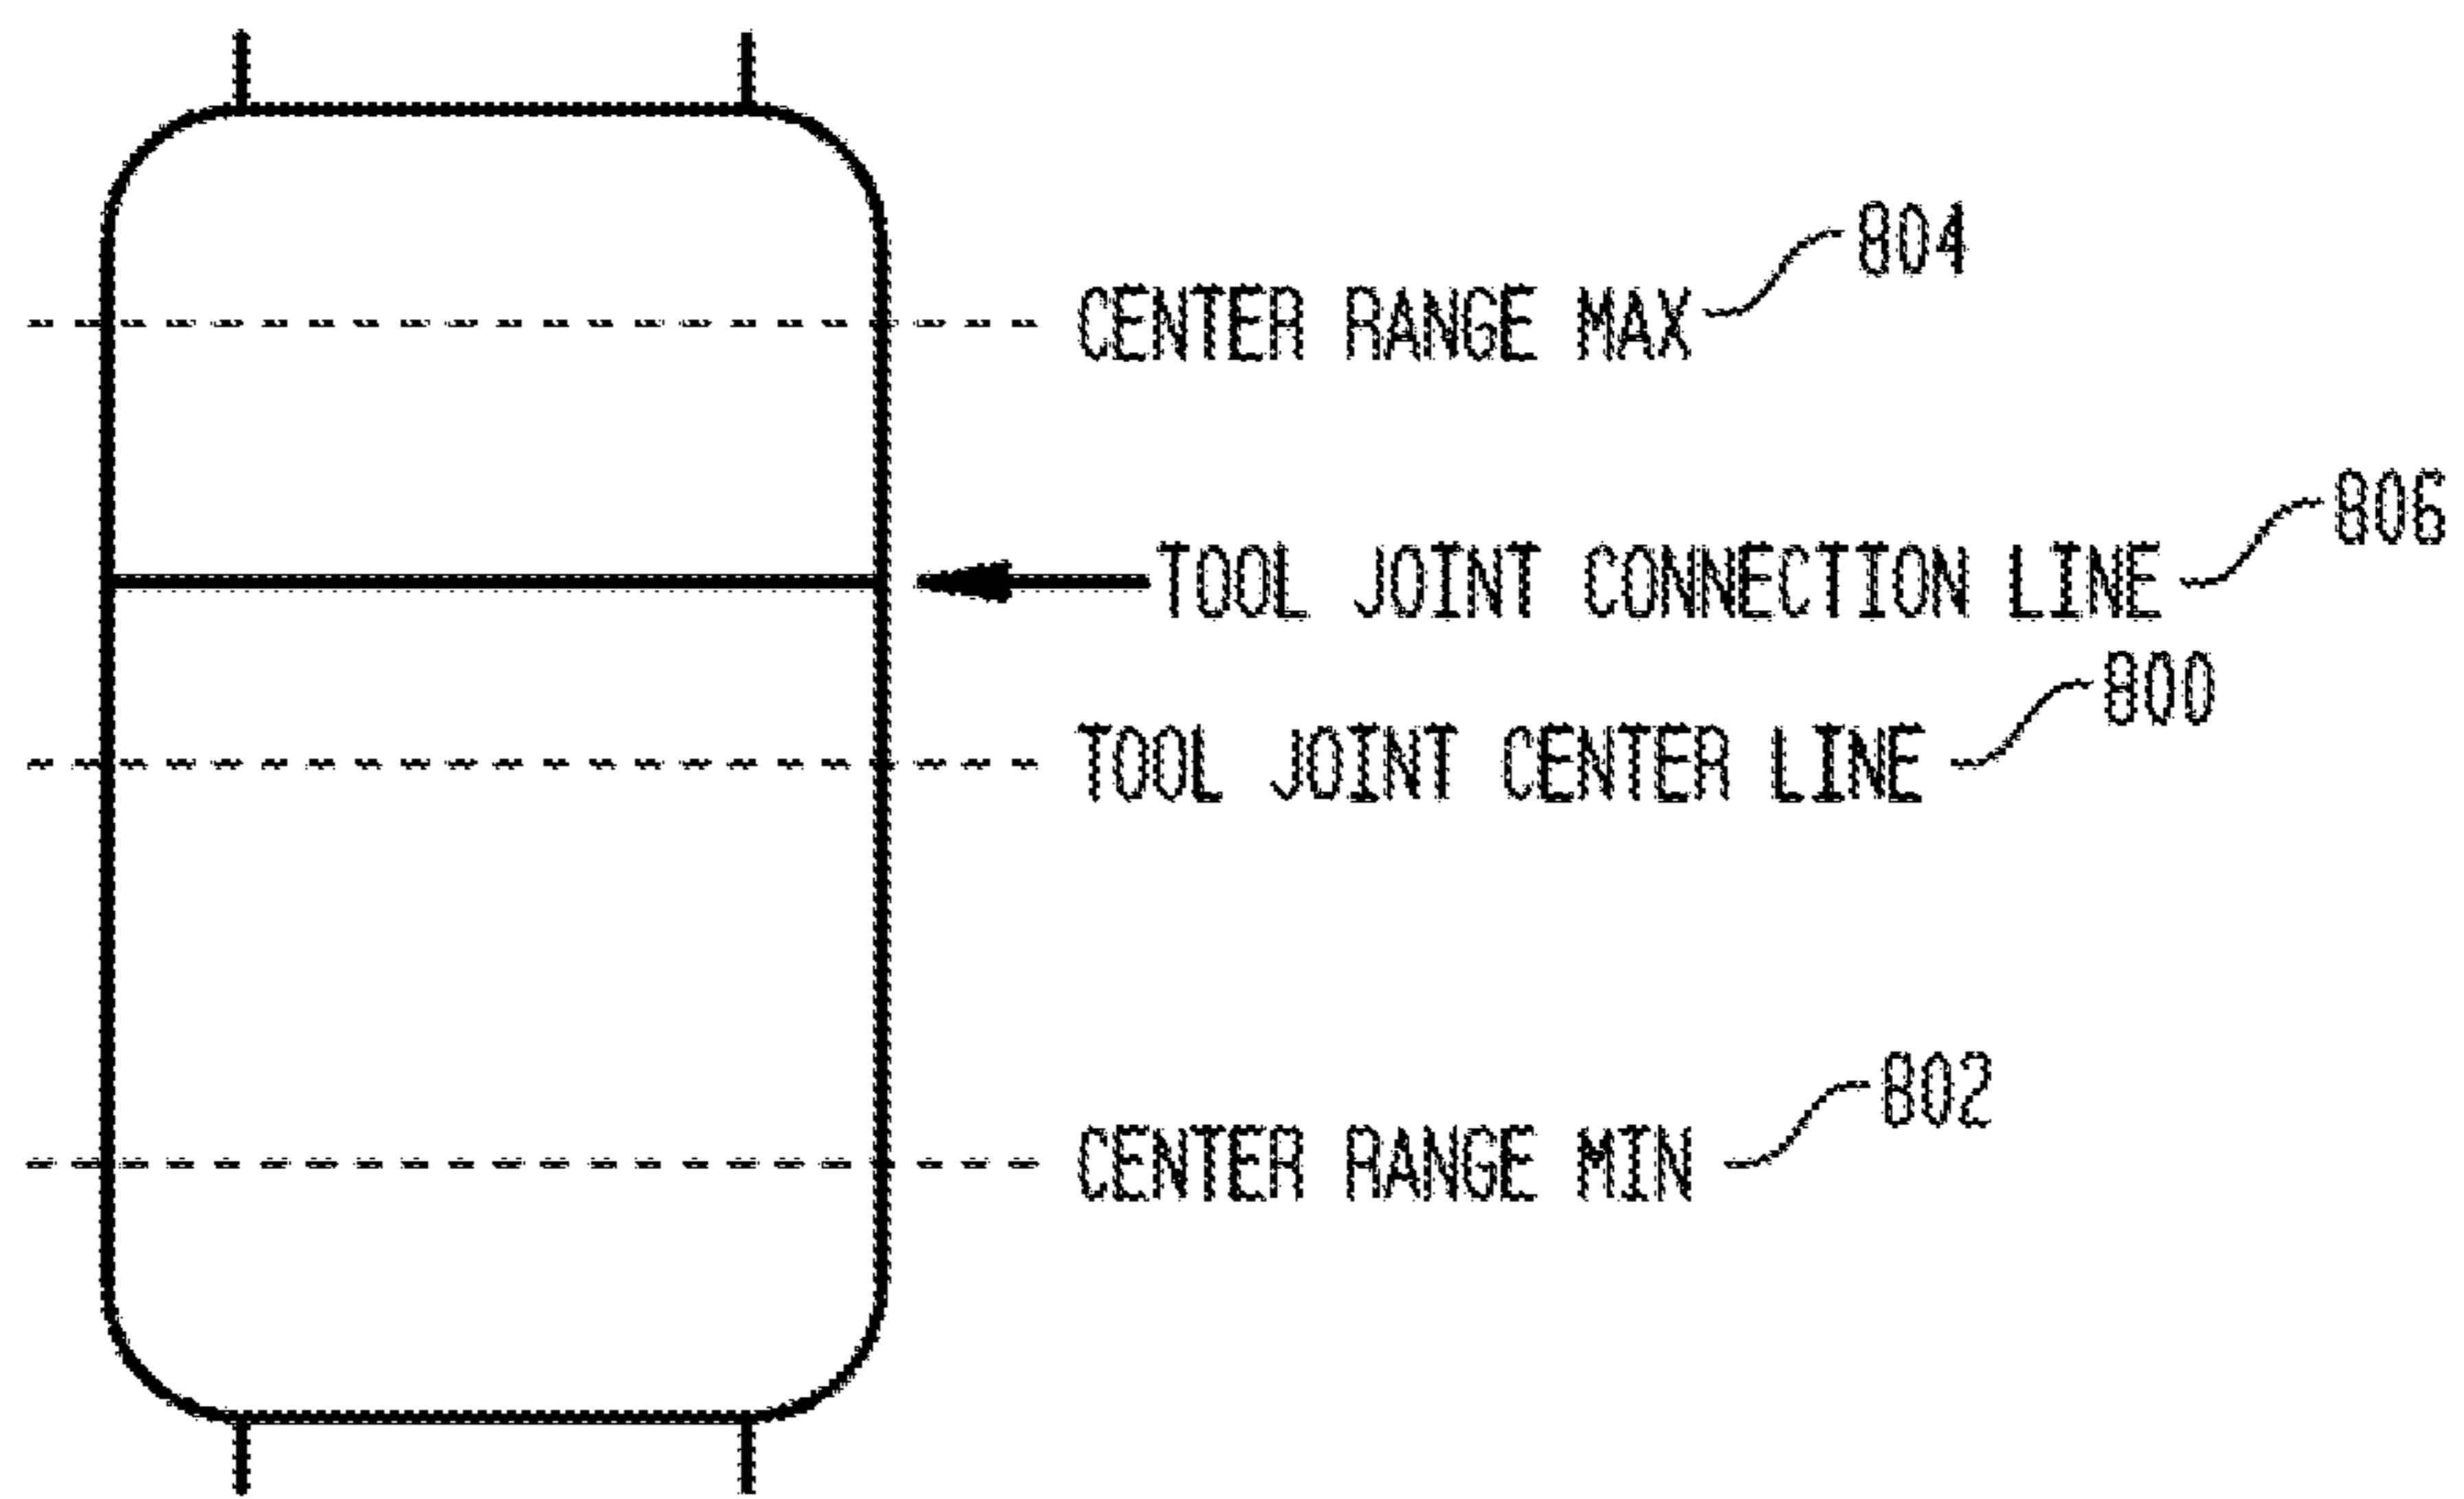 804
CENTER RANGE MAX
806
TOOL JOINT CONNECTION LINE
800
TOOL JOINT CENTER LINE
802
CENTER RANGE MIN